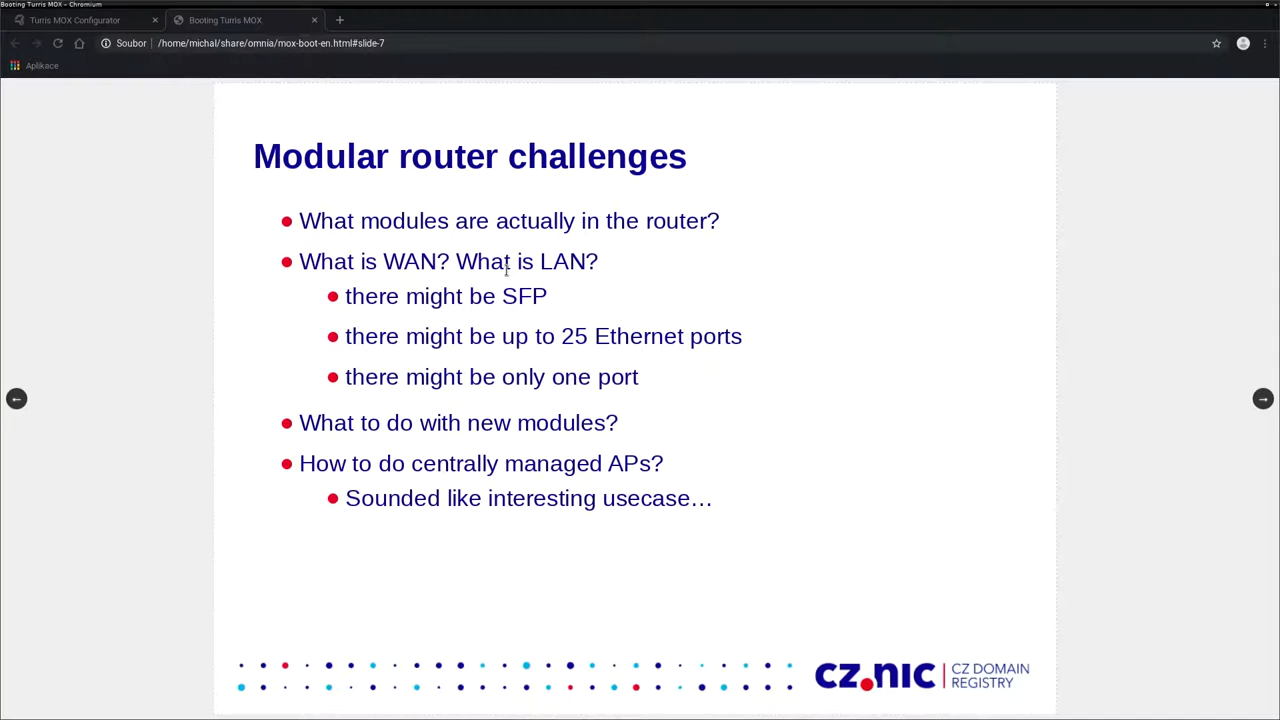 Booting Turris MOX - Chromium
Turris MOX Configurator
Booting Turris MOX
Soubor | /home/michal/share/omnia/mox-boot-en.html#slide-7
Aplikace
Modular router challenges
What modules are actually in the router?
What is WAN? What is LAN?
there might be SFP
there might be up to 25 Ethernet ports
there might be only one port
What to do with new modules?
How to do centrally managed APs?
Sounded like interesting usecase…
CZ.NIC | CZ DOMAIN
REGISTRY